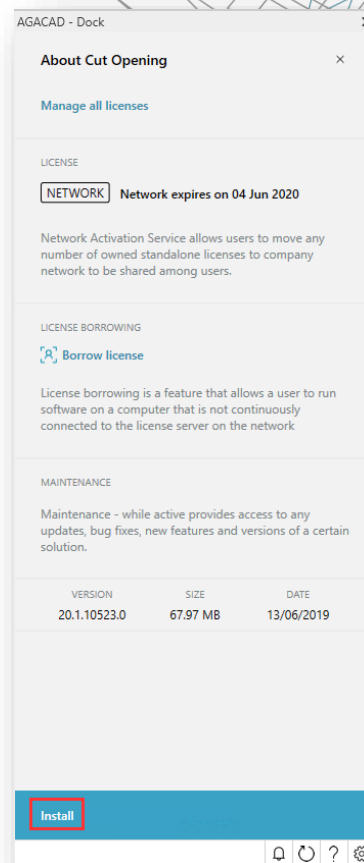 AGACAD - Dock
About Cut Opening
Manage all licenses
LICENSE
NETWORK Network expires on 04 Jun 2020
Network Activation Service allows users to move any
number of owned standalone licenses to company
network to be shared among users.
LICENSE BORROWING
Borrow license
License borrowing is a feature that allows a user to run
software on a computer that is not continuously
connected to the license server on the network
MAINTENANCE
Maintenance - while active provides access to any
updates, bug fixes, new features and versions of a certain
solution.
VERSION SIZE DATE
20.1.10523.0 67.97 MB 13/06/2019
Install